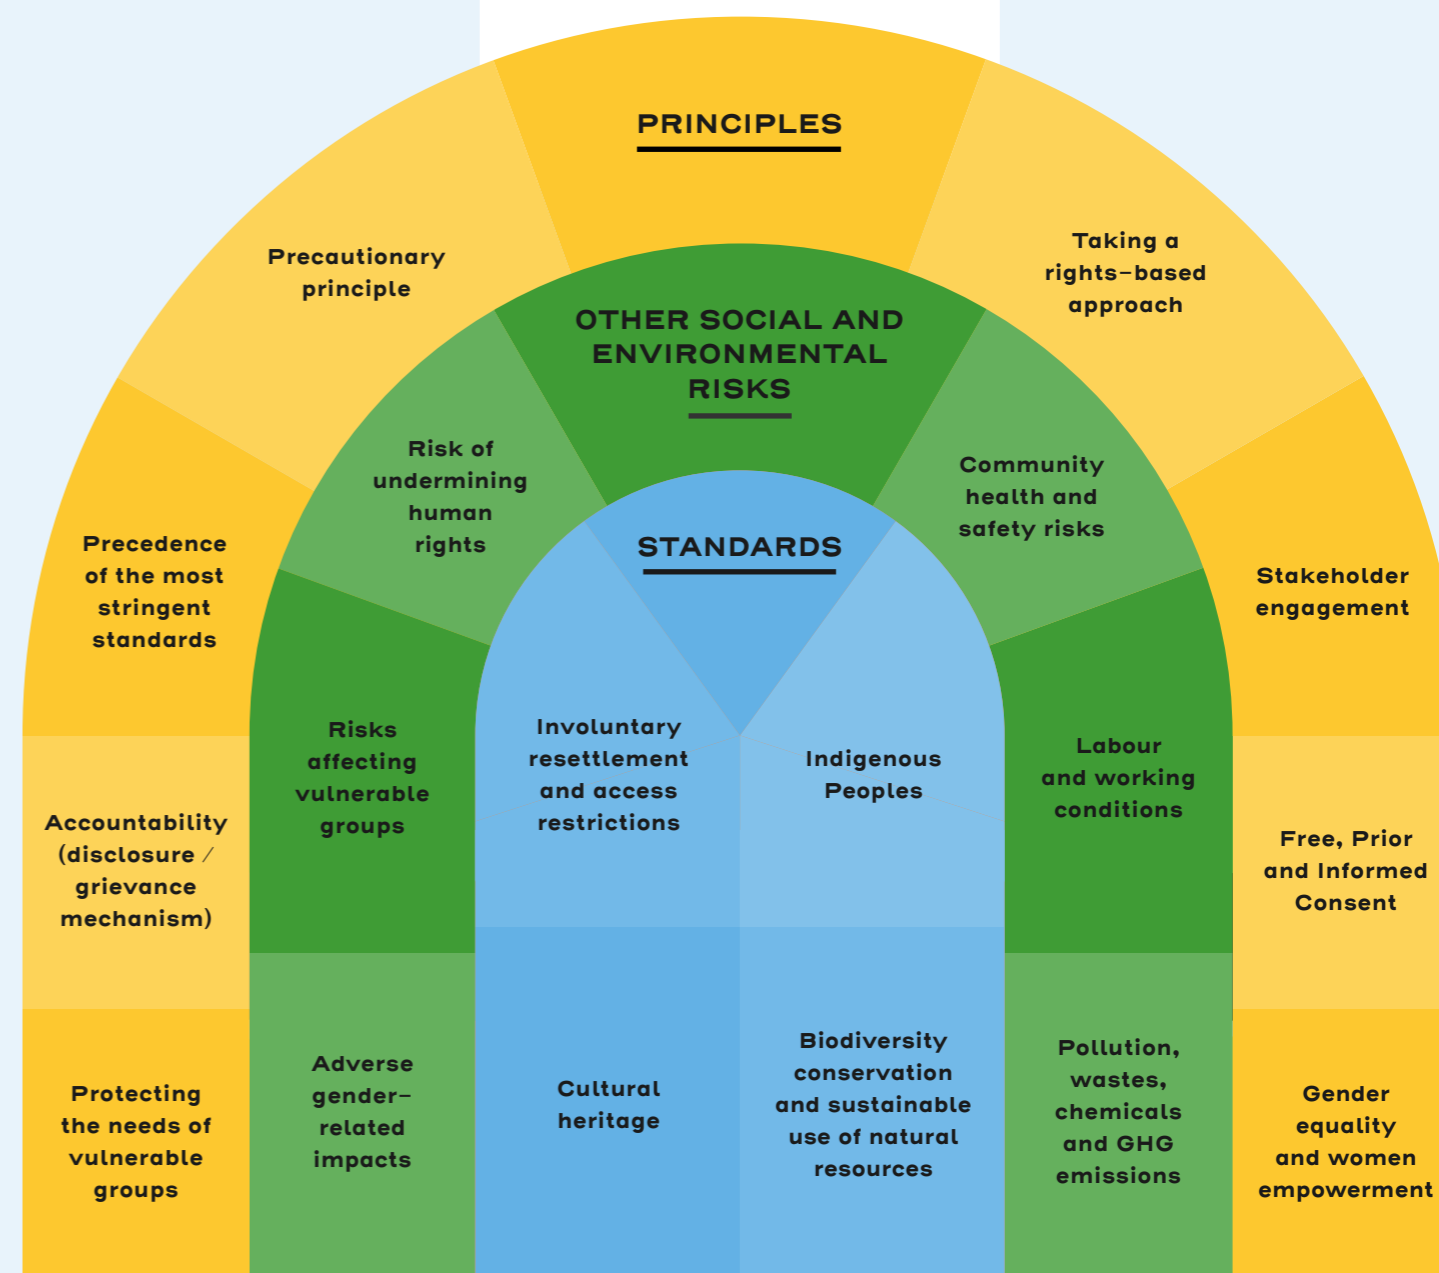 PRINCIPLES
Precautionary
principle
Taking a
rights–based
approach
Precedence
of the most
stringent
standards
Stakeholder
engagement
Accountability
(disclosure /
grievance
mechanism)
Free, Prior
and Informed
Consent
Protecting
the needs of
vulnerable
groups
Gender
equality
and women
empowerment
OTHER SOCIAL AND
ENVIRONMENTAL
RISKS
Risk of
undermining
human
rights
Community
health and
safety risks
Risks
affecting
vulnerable
groups
Labour
and working
conditions
Adverse
gender–
related
impacts
Pollution,
wastes,
chemicals
and GHG
emissions
STANDARDS
Involuntary
resettlement
and access
restrictions
Indigenous
Peoples
Cultural
heritage
Biodiversity
conservation
and sustainable
use of natural
resources